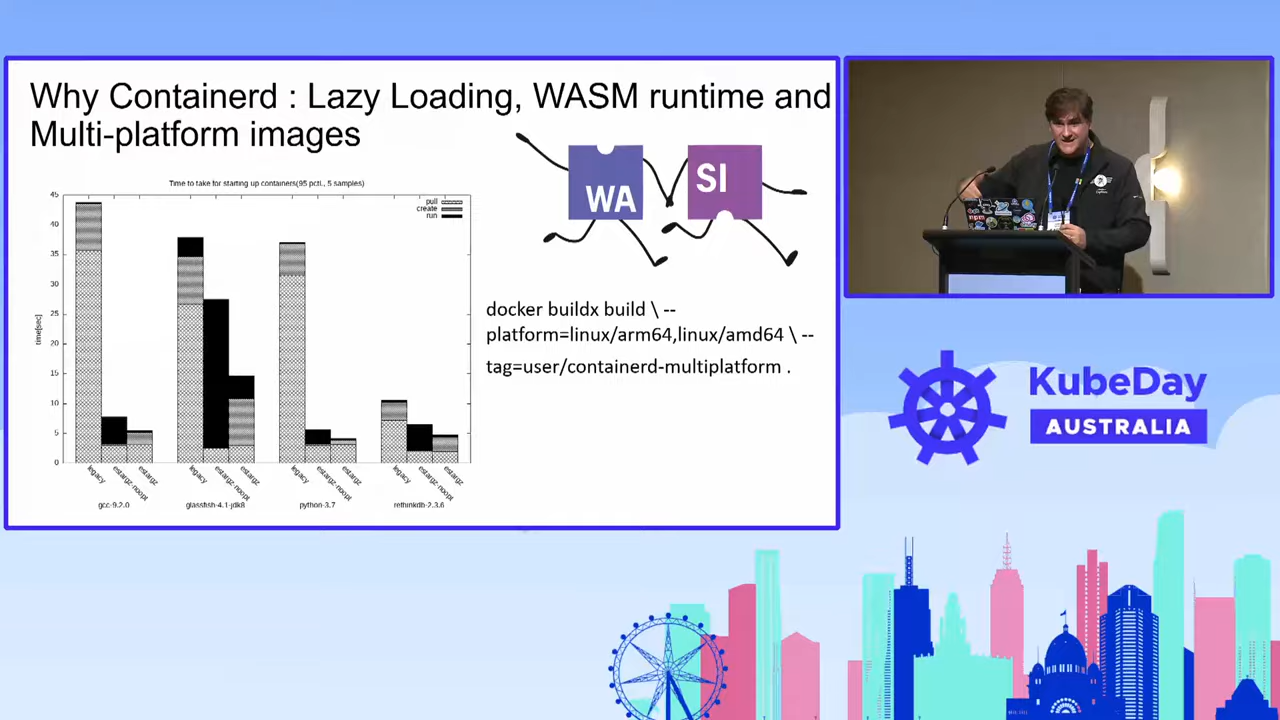 Why Containerd : Lazy Loading, WASM runtime and
Multi-platform images
Time to take for starting up containers(95 pctl., 5 samples)
pull
create
run
time[sec]
45
40
35
30
25
20
15
10
5
0
legacy
estargz-noopt
estargz
legacy
estargz-noopt
estargz
legacy
estargz-noopt
estargz
legacy
estargz-noopt
estargz
gcc-9.2.0
glassfish-4.1-jdk8
python-3.7
rethinkdb-2.3.6
WA
SI
docker buildx build \ --
platform=linux/arm64,linux/amd64 \ --
tag=user/containerd-multiplatform .
npm
KubeDay
AUSTRALIA